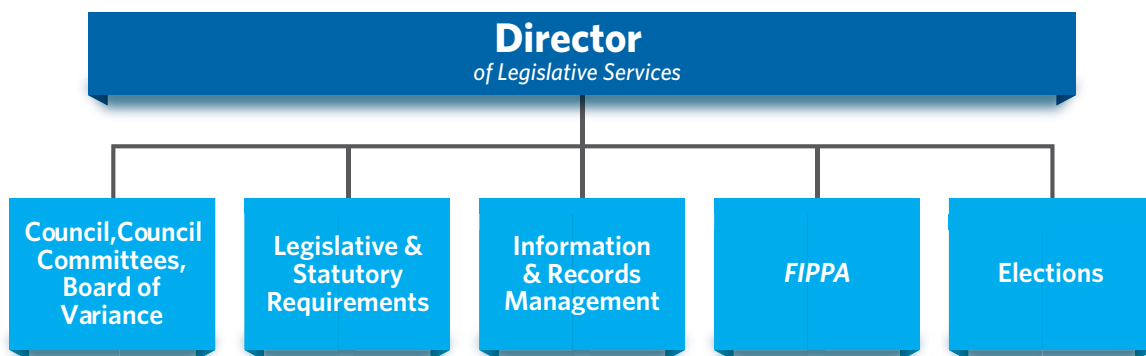 Director
of Legislative Services
Council,Council
Committees,
Board of
Variance
Legislative &
Statutory
Requirements
Information
& Records
Management
FIPPA
Elections